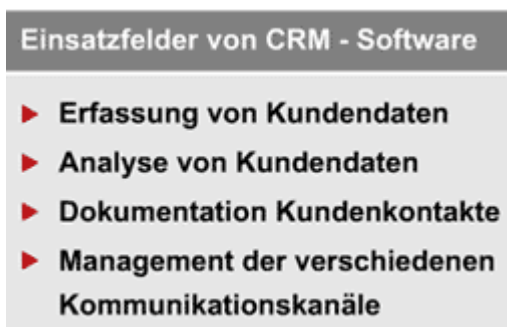 Einsatzfelder von CRM - Software
Erfassung von Kundendaten
Analyse von Kundendaten
Dokumentation Kundenkontakte
Management der verschiedenen
Kommunikationskanäle